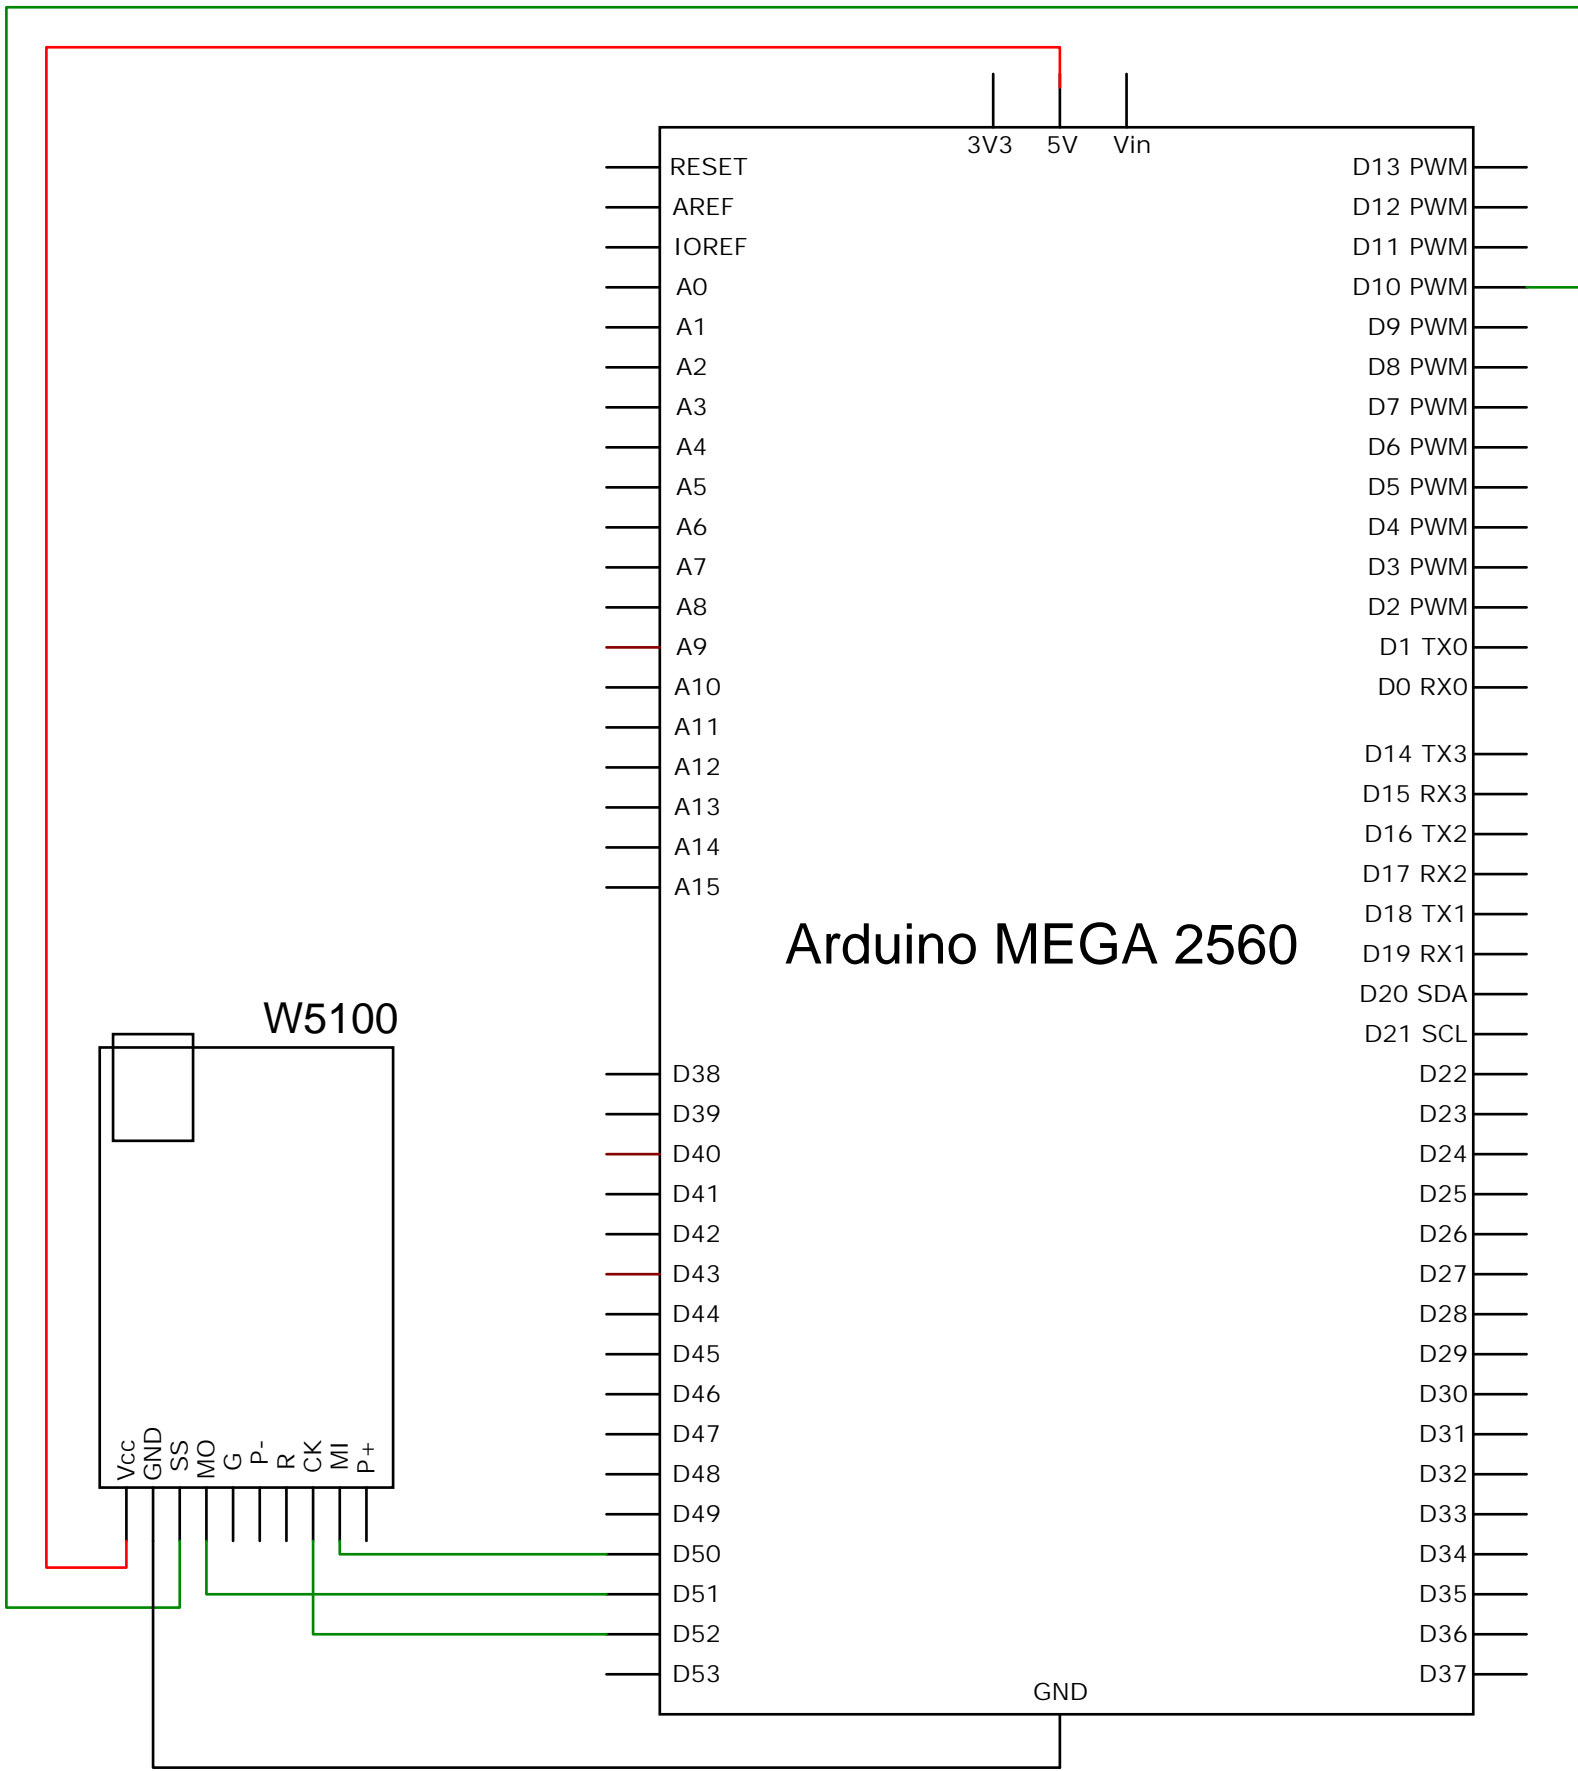 3V3 5V Vin
RESET
AREF
IOREF
A0
A1
A2
A3
A4
A5
A6
A7
A8
A9
A10
A11
A12
A13
A14
A15
D38
D39
D40
D41
D42
D43
D44
D45
D46
D47
D48
D49
D50
D51
D52
D53
D13 PWM
D12 PWM
D11 PWM
D10 PWM
D9 PWM
D8 PWM
D7 PWM
D6 PWM
D5 PWM
D4 PWM
D3 PWM
D2 PWM
D1 TX0
D0 RX0
D14 TX3
D15 RX3
D16 TX2
D17 RX2
D18 TX1
D19 RX1
D20 SDA
D21 SCL
D22
D23
D24
D25
D26
D27
D28
D29
D30
D31
D32
D33
D34
D35
D36
D37
Arduino MEGA 2560
GND
W5100
Vcc
GND
SS
MO
G
P-
R
CK
MI
P+